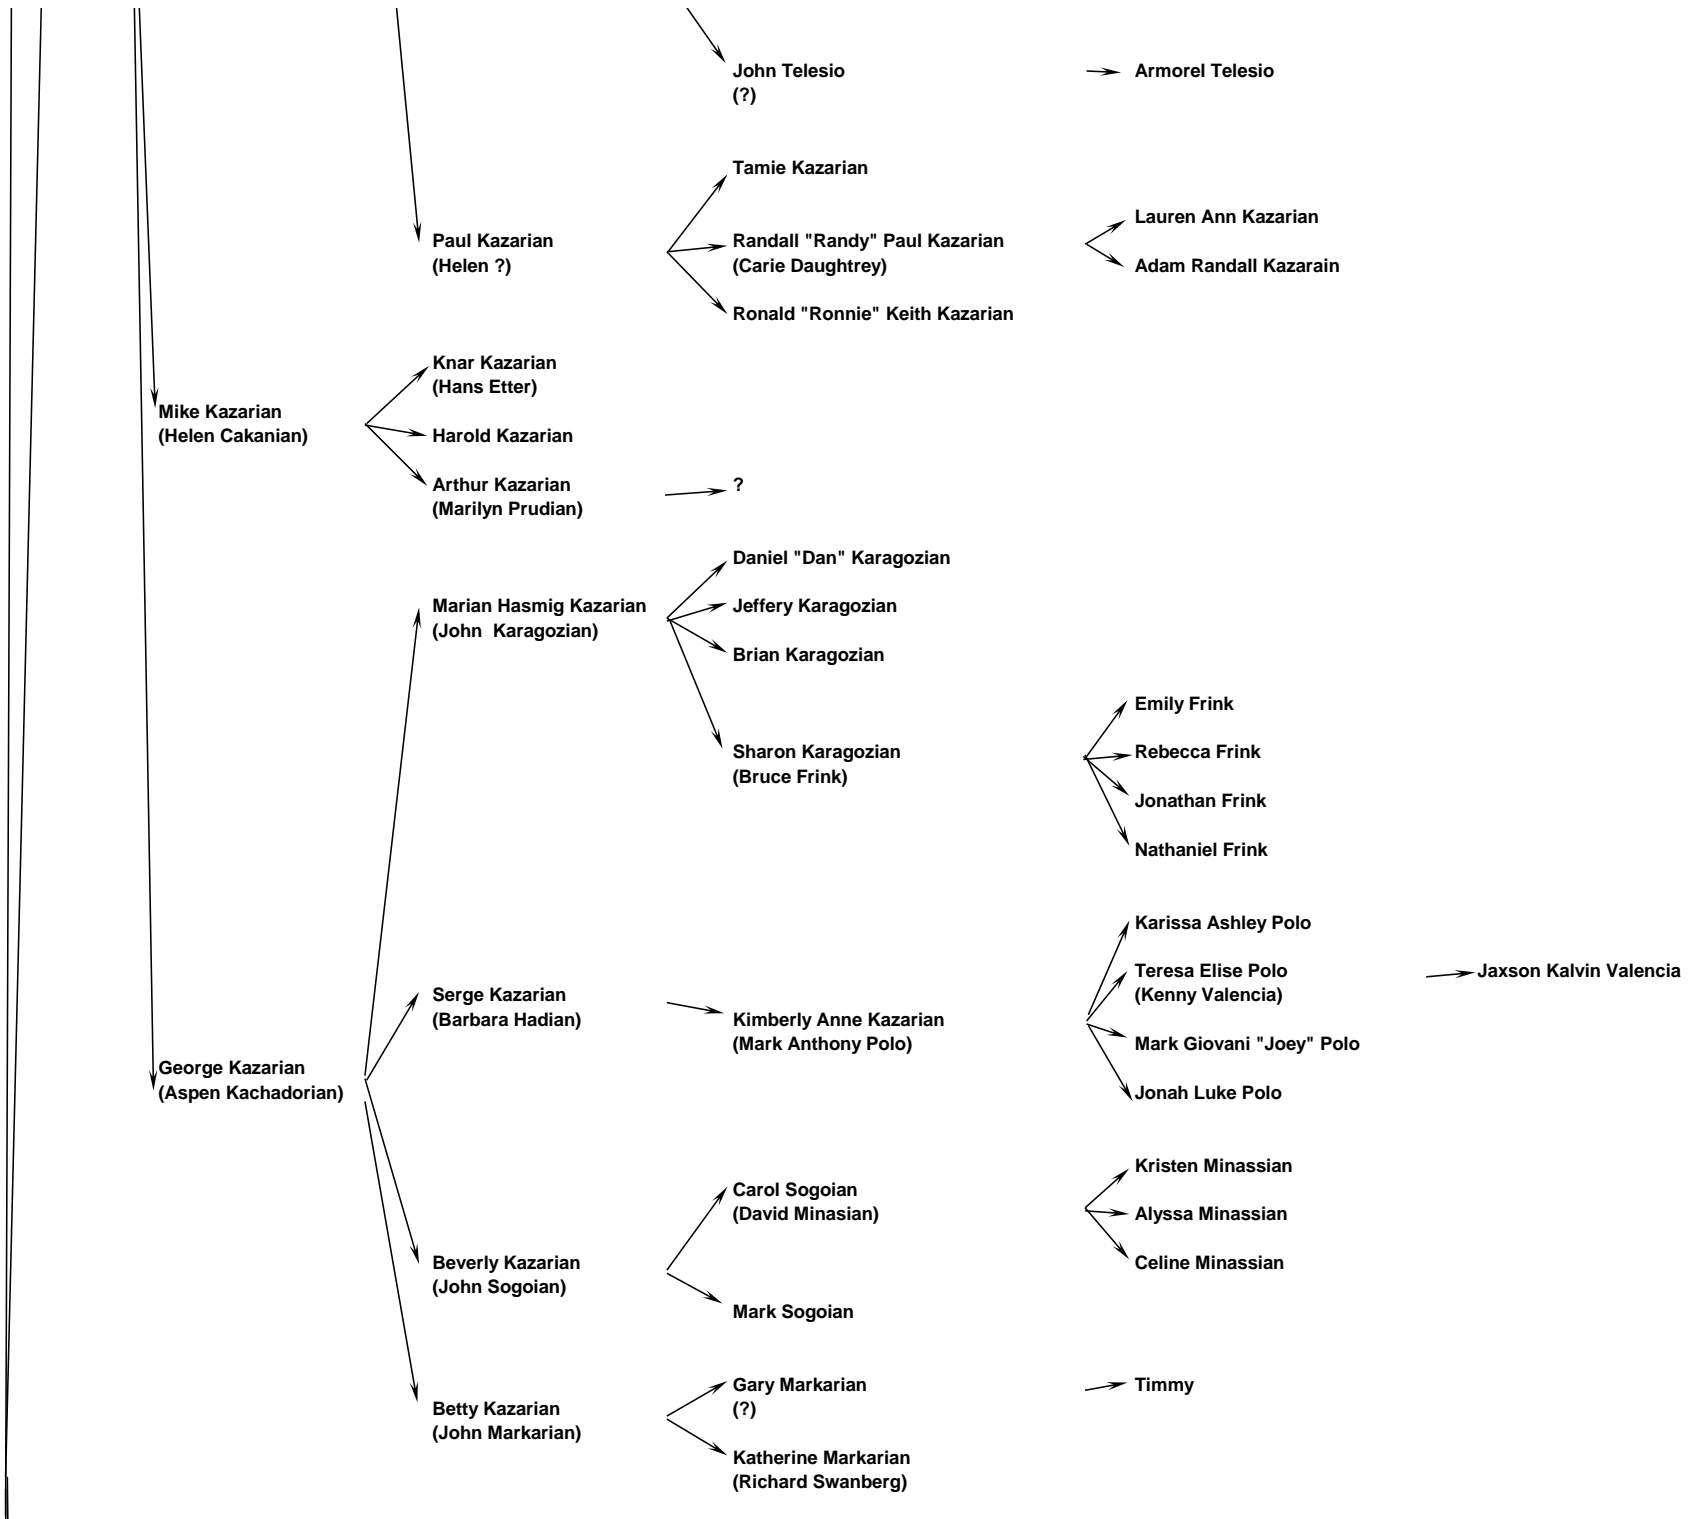 John Telesio
(?)
Armorel Telesio
Tamie Kazarian
Paul Kazarian
(Helen ?)
Randall "Randy" Paul Kazarian
(Carie Daughtrey)
Lauren Ann Kazarian
Adam Randall Kazarain
Ronald "Ronnie" Keith Kazarian
Mike Kazarian
(Helen Cakanian)
Knar Kazarian
(Hans Etter)
Harold Kazarian
Arthur Kazarian
(Marilyn Prudian)
?
George Kazarian
(Aspen Kachadorian)
Marian Hasmig Kazarian
(John  Karagozian)
Daniel "Dan" Karagozian
Jeffery Karagozian
Brian Karagozian
Sharon Karagozian
(Bruce Frink)
Emily Frink
Rebecca Frink
Jonathan Frink
Nathaniel Frink
Serge Kazarian
(Barbara Hadian)
Kimberly Anne Kazarian
(Mark Anthony Polo)
Karissa Ashley Polo
Teresa Elise Polo
(Kenny Valencia)
Jaxson Kalvin Valencia
Mark Giovani "Joey" Polo
Jonah Luke Polo
Beverly Kazarian
(John Sogoian)
Carol Sogoian
(David Minasian)
Kristen Minassian
Alyssa Minassian
Celine Minassian
Mark Sogoian
Betty Kazarian
(John Markarian)
Gary Markarian
(?)
Timmy
Katherine Markarian
(Richard Swanberg)